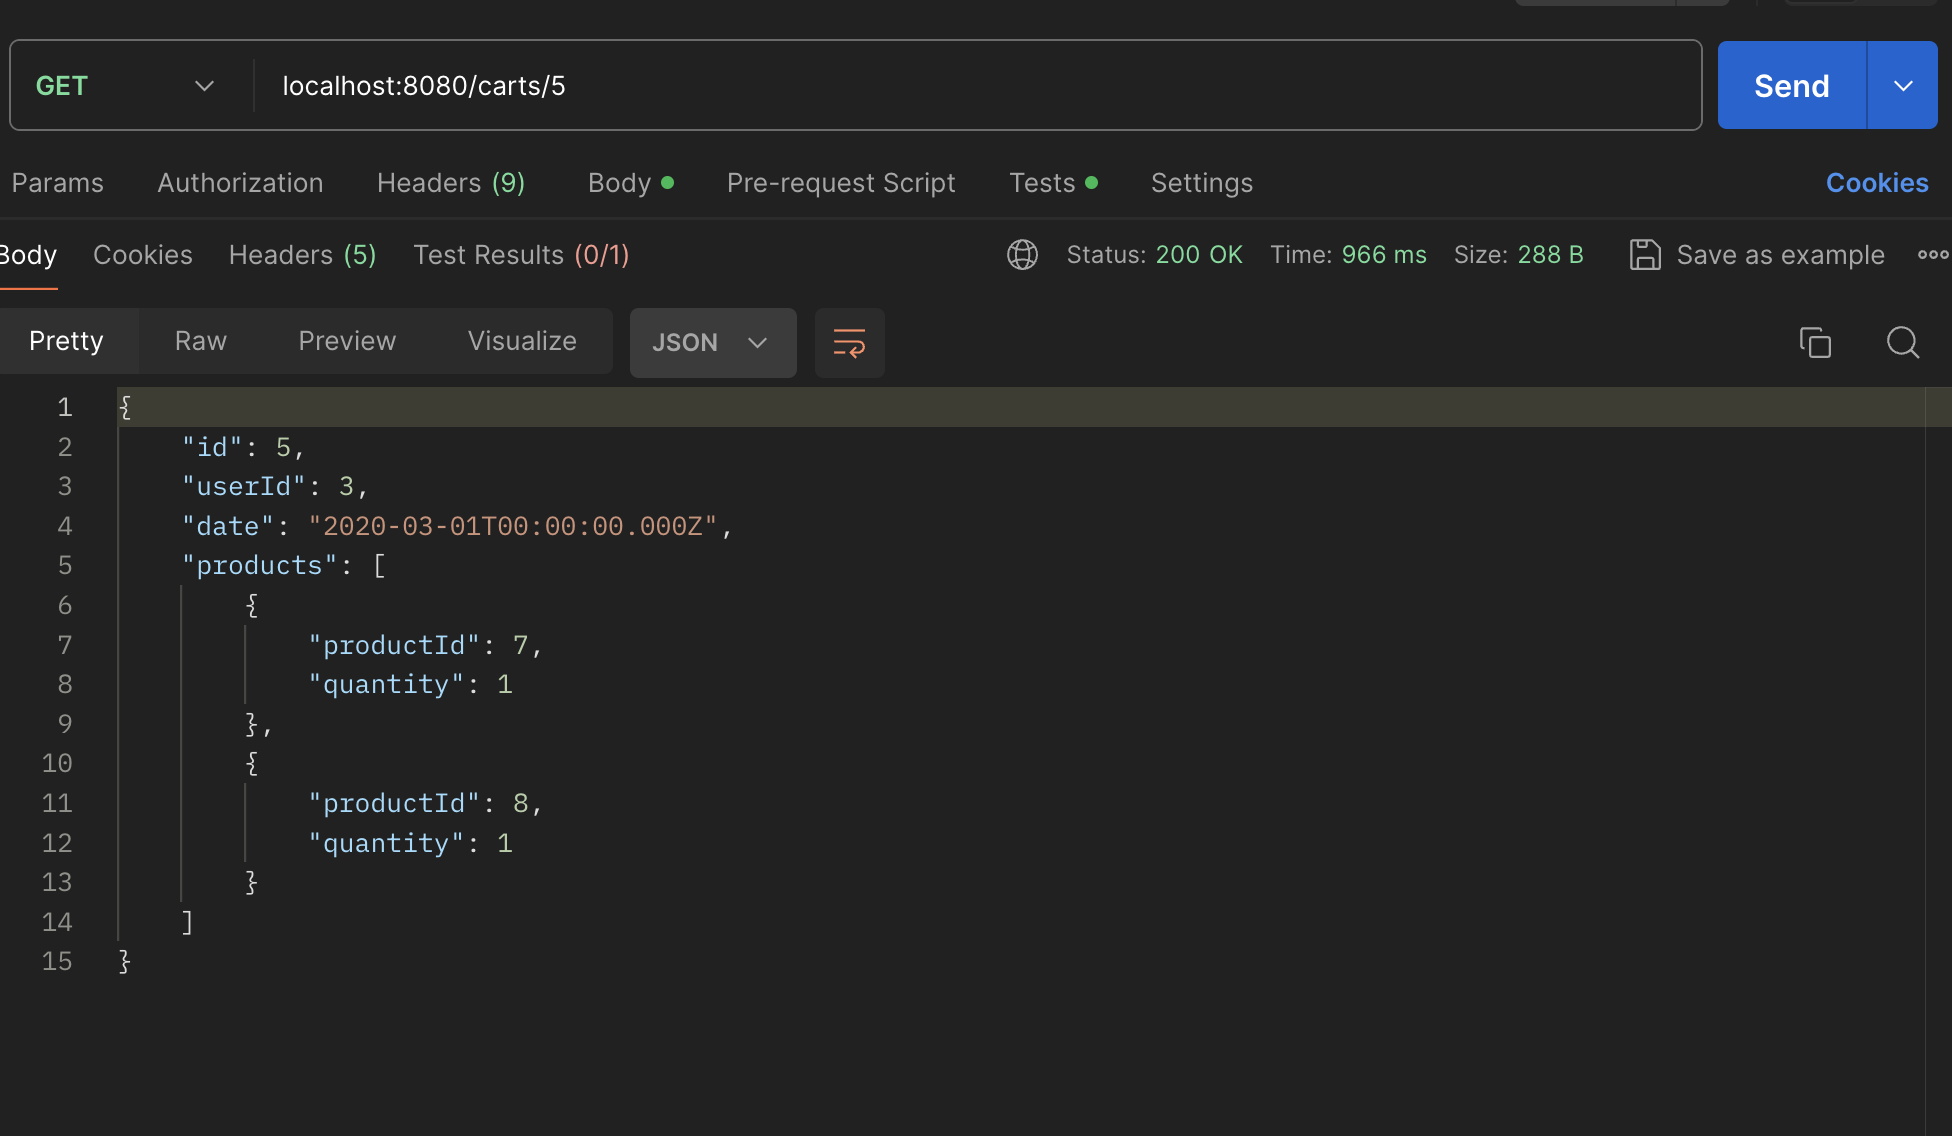 GET localhost:8080/carts/5 Send
Params Authorization Headers (9) Body Pre-request Script Tests Settings Cookies
Body Cookies Headers (5) Test Results (0/1) Status: 200 OK Time: 966 ms Size: 288 B Save as example
Pretty Raw Preview Visualize JSON
1 {
2 "id": 5,
3 "userId": 3,
4 "date": "2020-03-01T00:00:00.000Z",
5 "products": [
6 {
7 "productId": 7,
8 "quantity": 1
9 },
10 {
11 "productId": 8,
12 "quantity": 1
13 }
14 ]
15 }